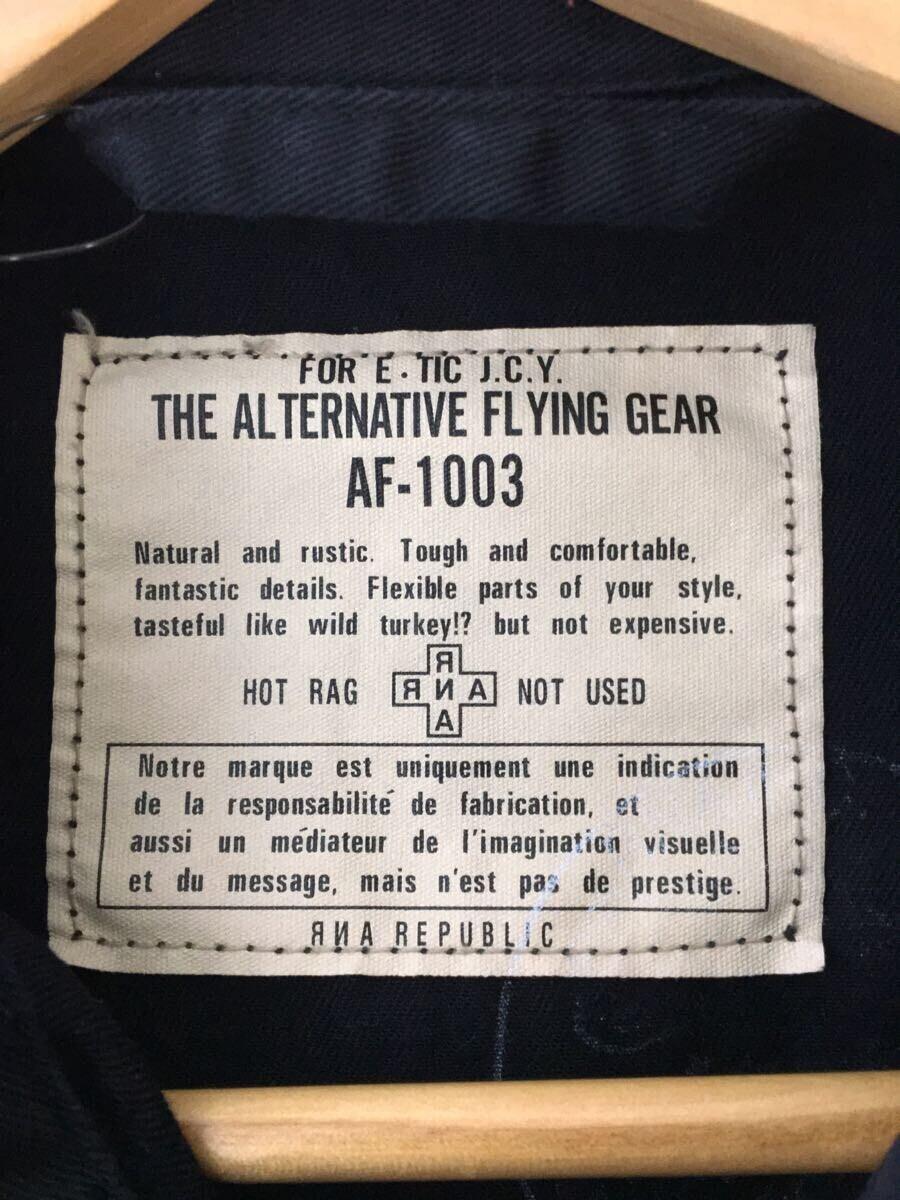 FOR E·TIC J.C.Y.
THE ALTERNATIVE FLYING GEAR
AF-1003
Natural and rustic. Tough and comfortable,
fantastic details. Flexible parts of your style,
tasteful like wild turkey!? but not expensive.
Я
HOT RAG ЯИA NOT USED
A
Notre marque est uniquement une indication
de la responsabilité de fabrication, et
aussi un médiateur de l'imagination visuelle
et du message, mais n'est pas de prestige.
ЯИA REPUBLIC